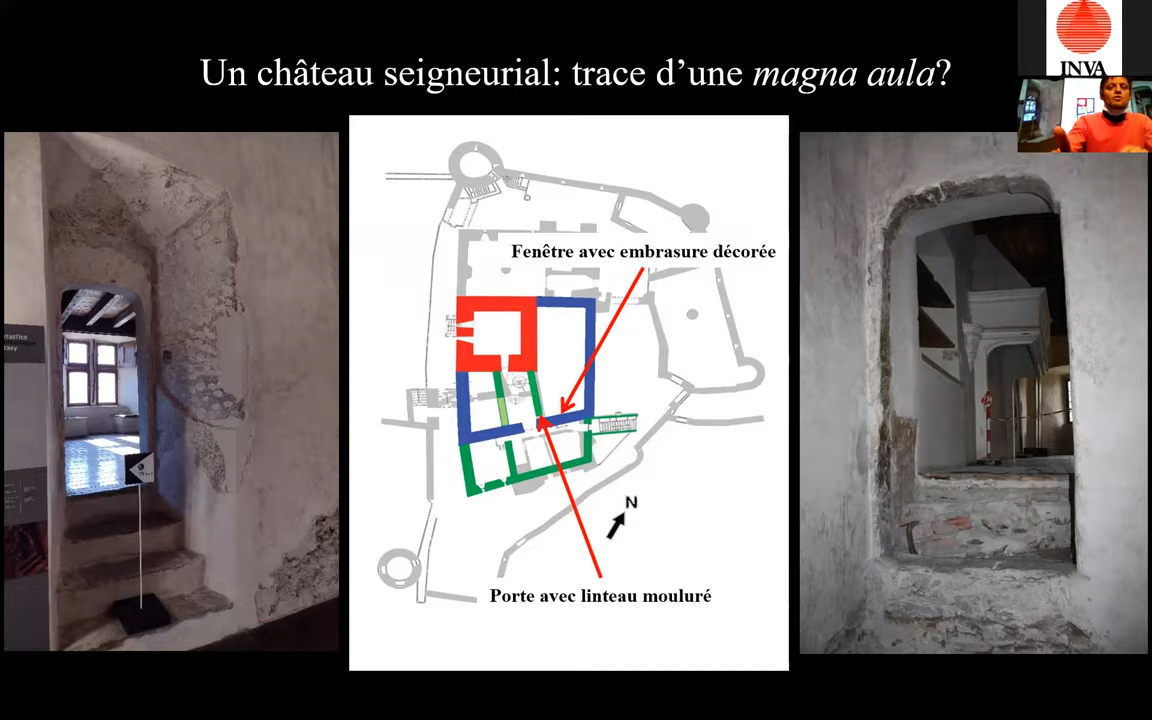 Un château seigneurial: trace d'une magna aula?
INVA
Fenêtre avec embrasure décorée
N
Porte avec linteau mouluré